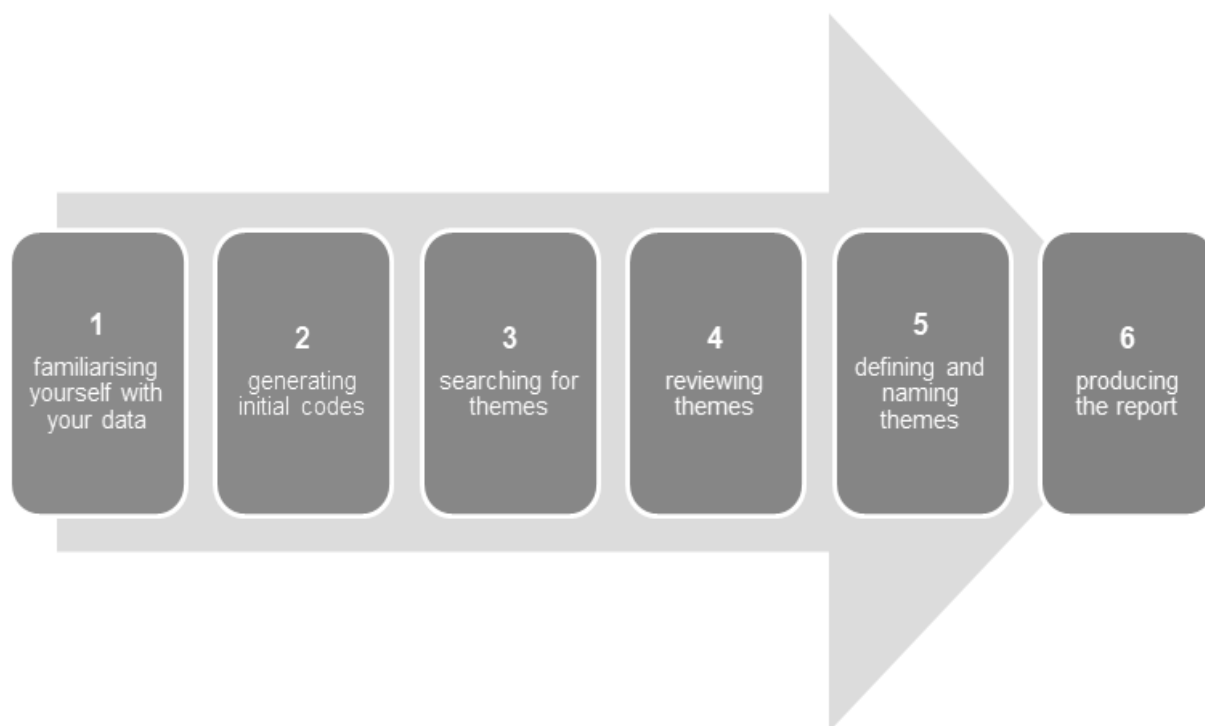 1
familiarising
yourself with
your data
2
generating
initial codes
3
searching for
themes
4
reviewing
themes
5
defining and
naming
themes
6
producing
the report